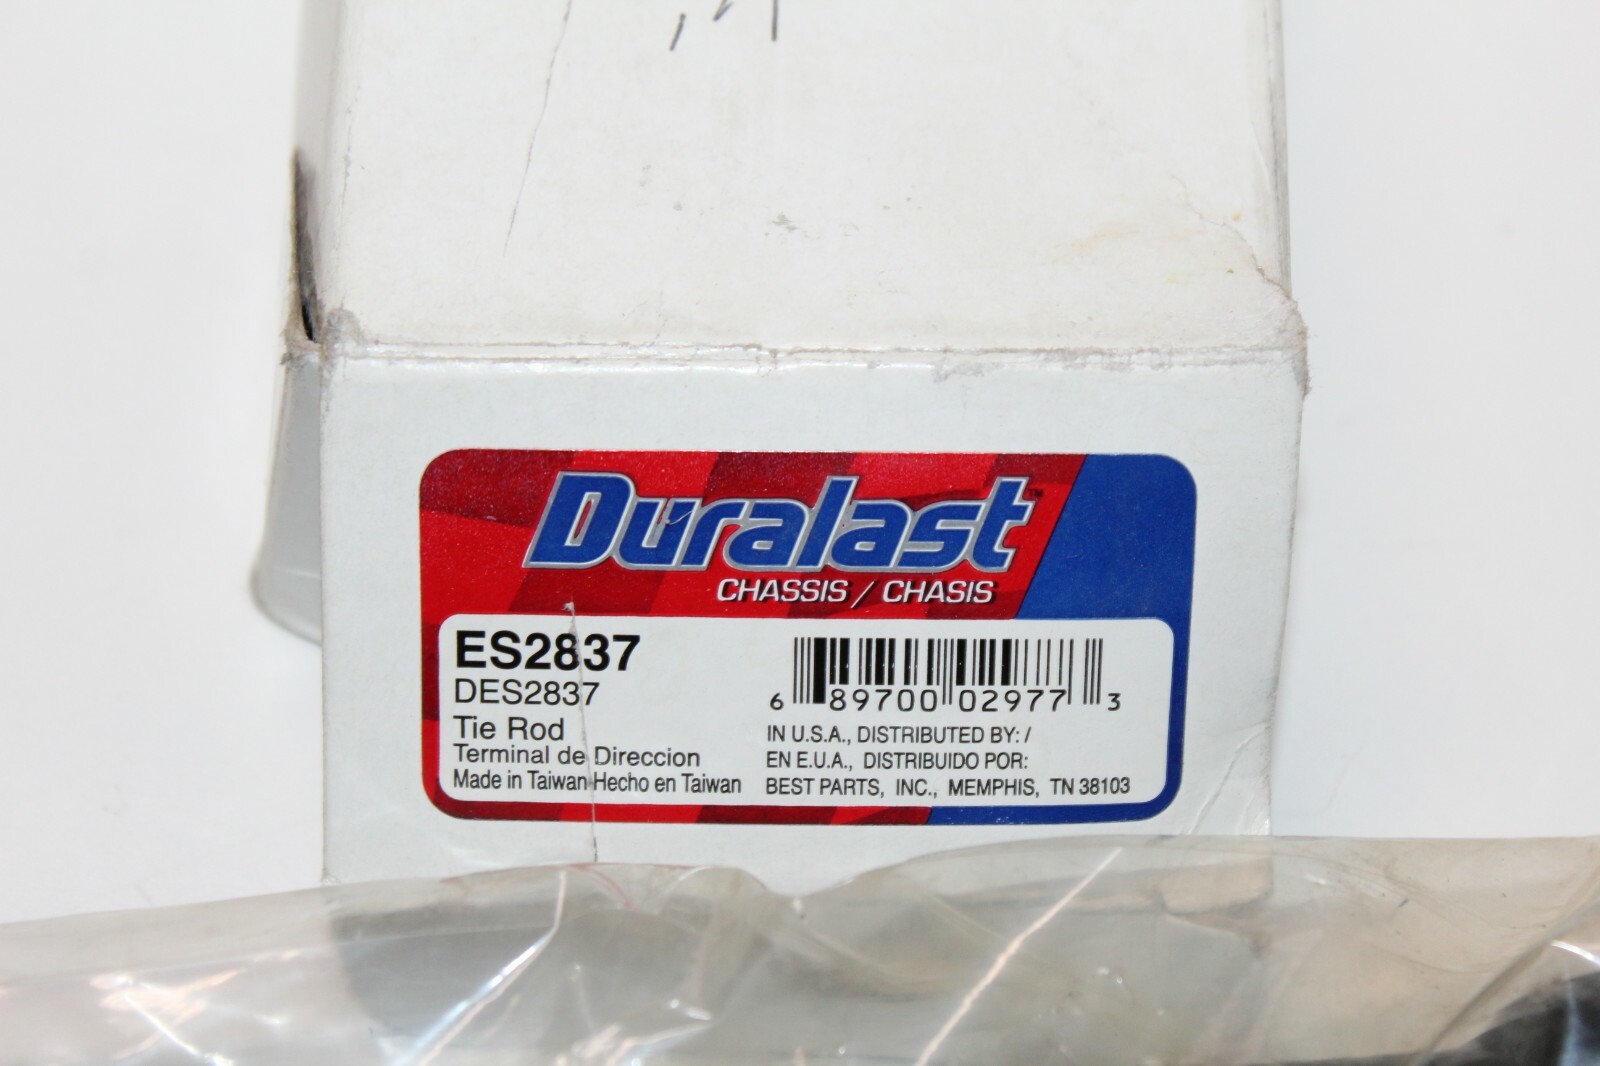 Duralast™
CHASSIS / CHASIS
ES2837
DES2837
Tie Rod
Terminal de Direccion
Made in Taiwan-Hecho en Taiwan
6 89700 02977 3
IN U.S.A., DISTRIBUTED BY: /
EN E.U.A., DISTRIBUIDO POR:
BEST PARTS, INC., MEMPHIS, TN 38103